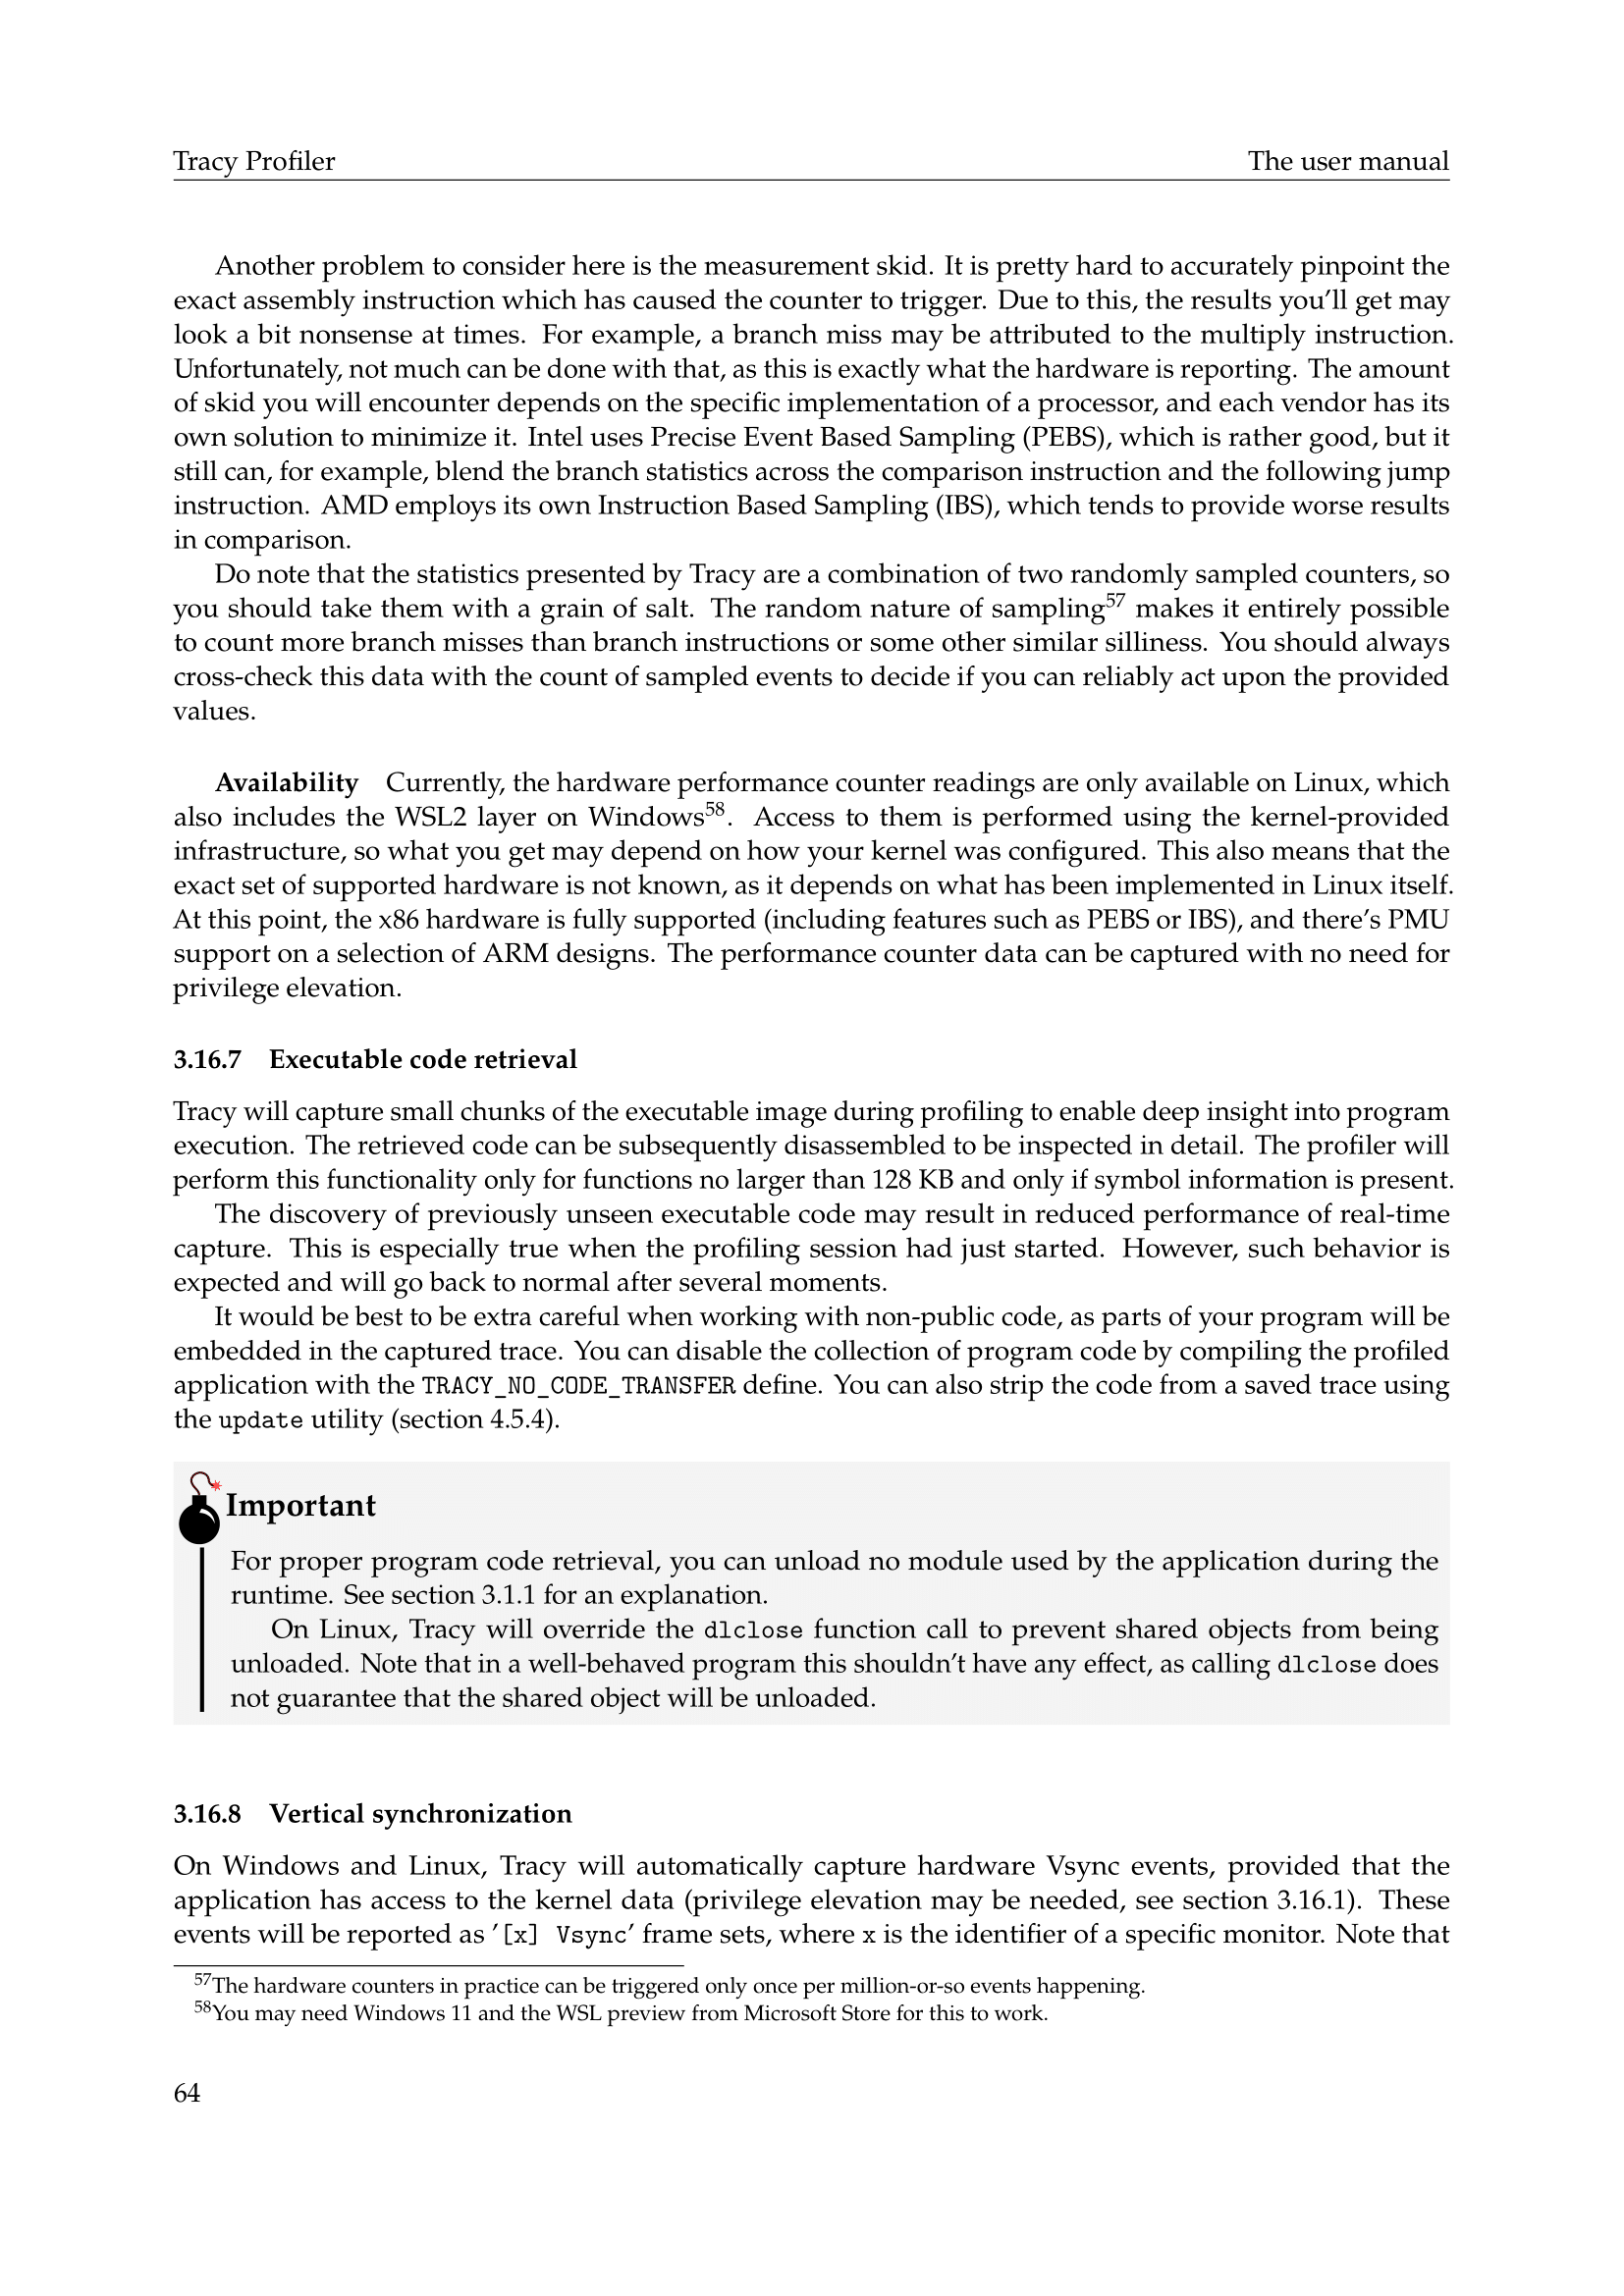 Tracy Profiler
The user manual
Another problem to consider here is the measurement skid. It is pretty hard to accurately pinpoint the
exact assembly instruction which has caused the counter to trigger. Due to this, the results you'll get may
look a bit nonsense at times. For example, a branch miss may be attributed to the multiply instruction.
Unfortunately, not much can be done with that, as this is exactly what the hardware is reporting. The amount
of skid you will encounter depends on the specific implementation of a processor, and each vendor has its
own solution to minimize it. Intel uses Precise Event Based Sampling (PEBS), which is rather good, but it
still can, for example, blend the branch statistics across the comparison instruction and the following jump
instruction. AMD employs its own Instruction Based Sampling (IBS), which tends to provide worse results
in comparison.
Do note that the statistics presented by Tracy are a combination of two randomly sampled counters, so
you should take them with a grain of salt. The random nature of sampling57 makes it entirely possible
to count more branch misses than branch instructions or some other similar silliness. You should always
cross-check this data with the count of sampled events to decide if you can reliably act upon the provided
values.
Availability Currently, the hardware performance counter readings are only available on Linux, which
also includes the WSL2 layer on Windows58. Access to them is performed using the kernel-provided
infrastructure, so what you get may depend on how your kernel was configured. This also means that the
exact set of supported hardware is not known, as it depends on what has been implemented in Linux itself.
At this point, the x86 hardware is fully supported (including features such as PEBS or IBS), and there's PMU
support on a selection of ARM designs. The performance counter data can be captured with no need for
privilege elevation.
3.16.7 Executable code retrieval
Tracy will capture small chunks of the executable image during profiling to enable deep insight into program
execution. The retrieved code can be subsequently disassembled to be inspected in detail. The profiler will
perform this functionality only for functions no larger than 128 KB and only if symbol information is present.
The discovery of previously unseen executable code may result in reduced performance of real-time
capture. This is especially true when the profiling session had just started. However, such behavior is
expected and will go back to normal after several moments.
It would be best to be extra careful when working with non-public code, as parts of your program will be
embedded in the captured trace. You can disable the collection of program code by compiling the profiled
application with the TRACY_NO_CODE_TRANSFER define. You can also strip the code from a saved trace using
the update utility (section 4.5.4).
Important
For proper program code retrieval, you can unload no module used by the application during the
runtime. See section 3.1.1 for an explanation.
On Linux, Tracy will override the dlclose function call to prevent shared objects from being
unloaded. Note that in a well-behaved program this shouldn't have any effect, as calling dlclose does
not guarantee that the shared object will be unloaded.
3.16.8 Vertical synchronization
On Windows and Linux, Tracy will automatically capture hardware Vsync events, provided that the
application has access to the kernel data (privilege elevation may be needed, see section 3.16.1). These
events will be reported as '[x] Vsync' frame sets, where x is the identifier of a specific monitor. Note that
57The hardware counters in practice can be triggered only once per million-or-so events happening.
58You may need Windows 11 and the WSL preview from Microsoft Store for this to work.
64